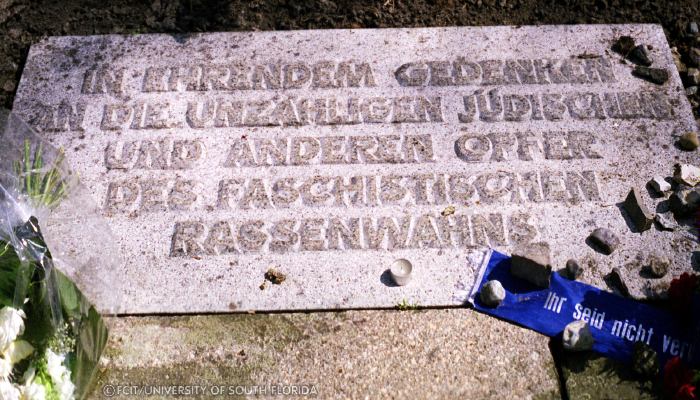 IN EHRENDEM GEDENKEN
AN DIE UNZÄHLIGEN JÜDISCHEN
UND ANDEREN OPFER
DES FASCHISTISCHEN
RASSENWAHNS
Ihr seid nicht
©FCIT/UNIVERSITY OF SOUTH FLORIDA